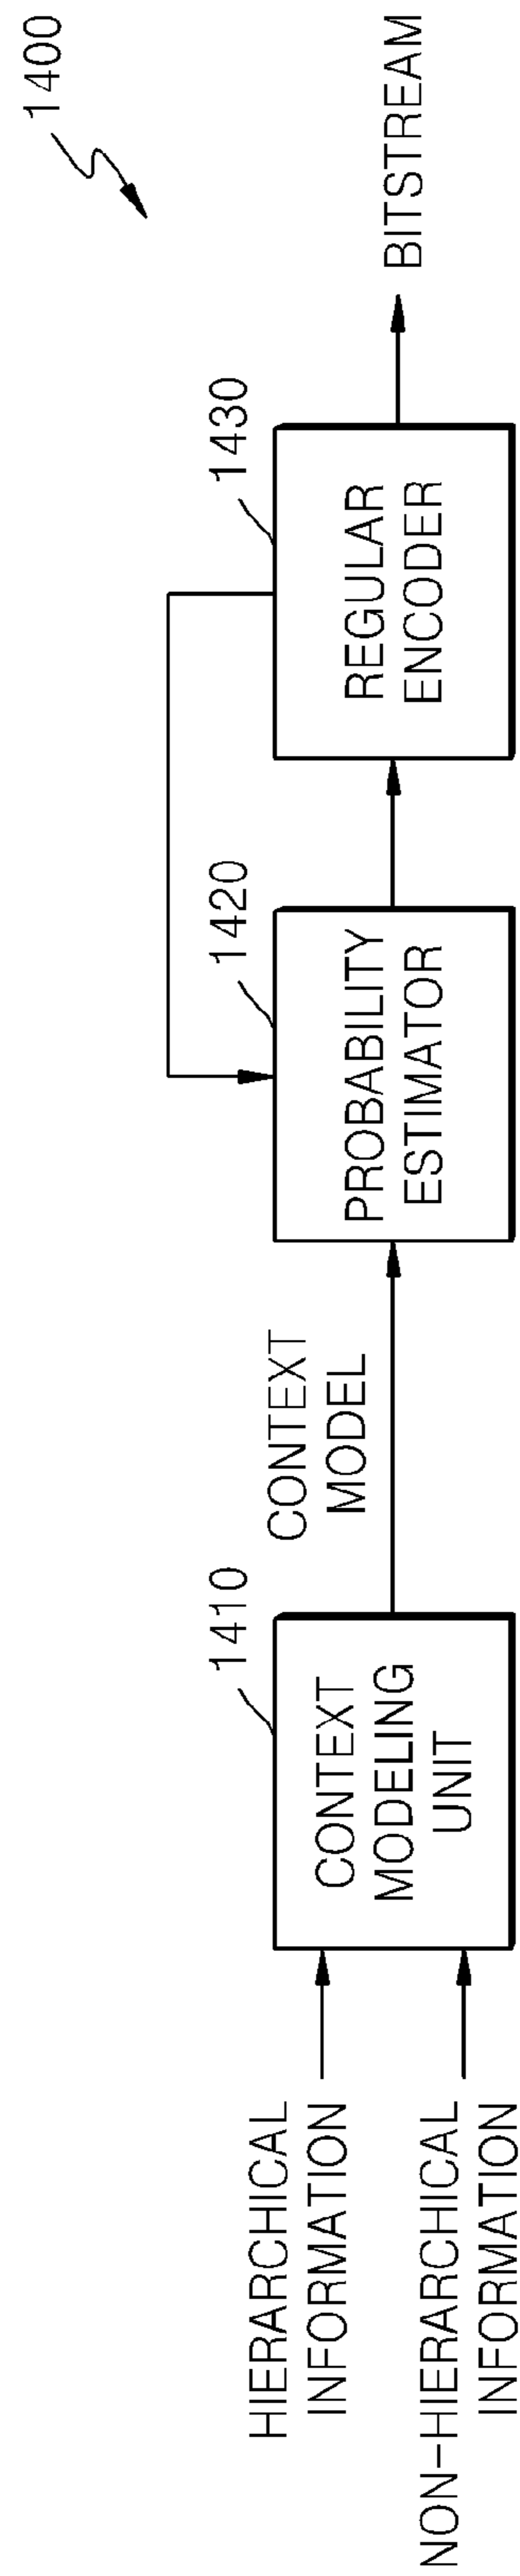 1400
HIERARCHICAL
INFORMATION
NON-HIERARCHICAL
INFORMATION
1410
CONTEXT
MODELING
UNIT
CONTEXT
MODEL
1420
PROBABILITY
ESTIMATOR
1430
REGULAR
ENCODER
BITSTREAM